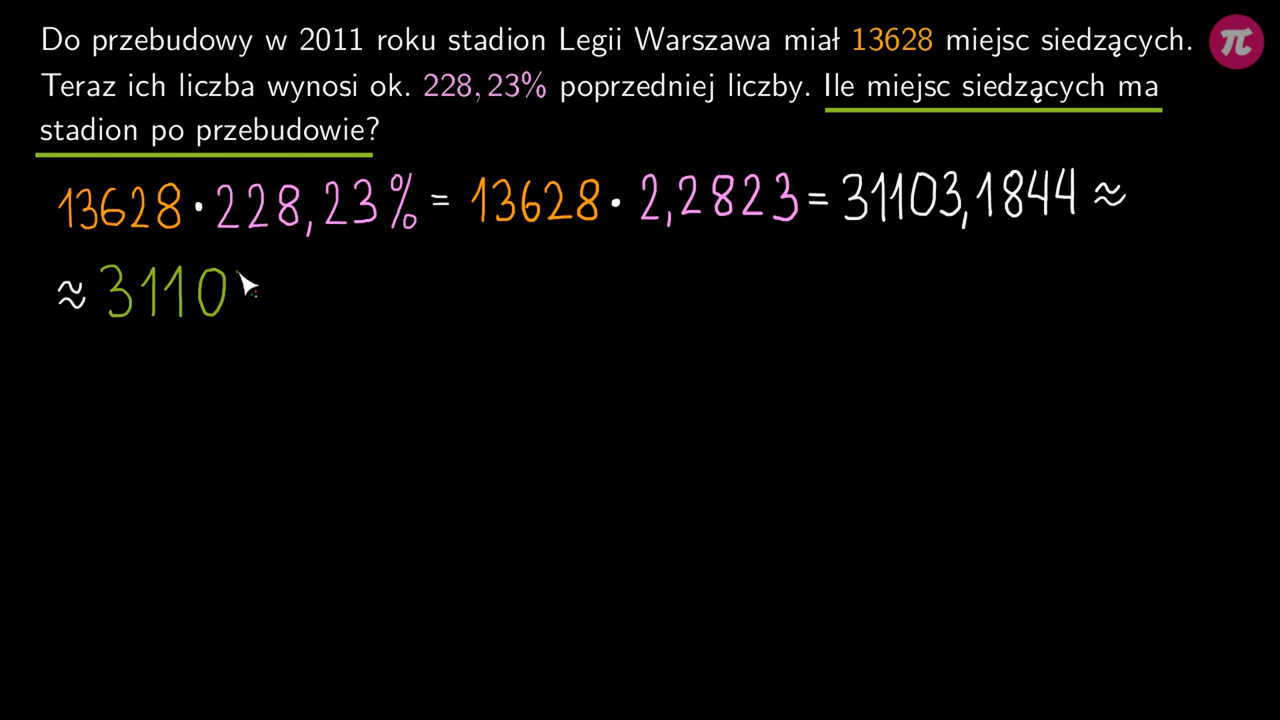 Do przebudowy w 2011 roku stadion Legii Warszawa miał 13628 miejsc siedzących.
Teraz ich liczba wynosi ok. 228,23% poprzedniej liczby. Ile miejsc siedzących ma
stadion po przebudowie?
13628 · 228,23% = 13628 · 2,2823 = 31103,1844 ≈
≈ 3110
π